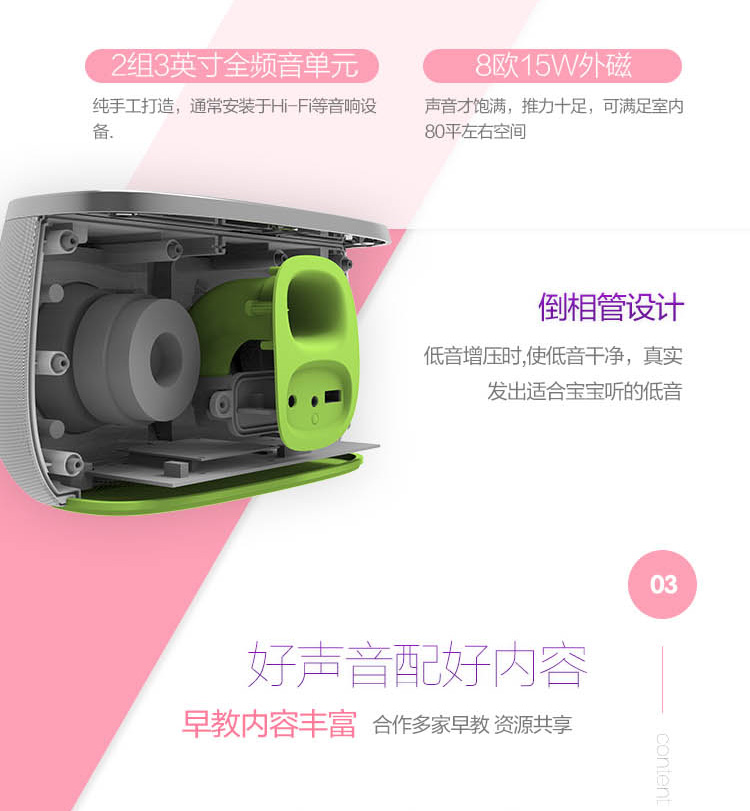 2组3英寸全频音单元
纯手工打造，通常安装于Hi-Fi等音响设
备.
8欧15W外磁
声音才饱满，推力十足，可满足室内
80平左右空间
倒相管设计
低音增压时,使低音干净，真实
发出适合宝宝听的低音
03
好声音配好内容
早教内容丰富 合作多家早教 资源共享
content